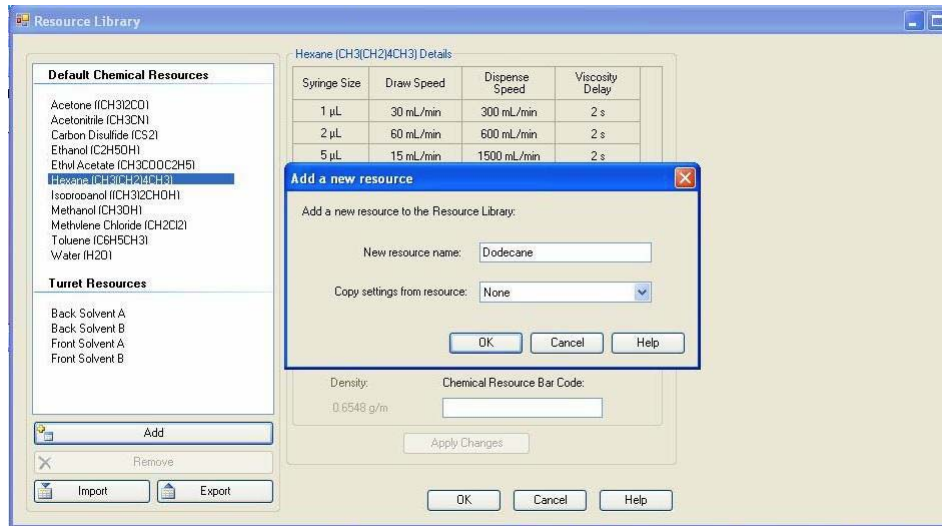 Resource Library
Default Chemical Resources
Acetone ((CH3)2CO)
Acetonitrile (CH3CN)
Carbon Disulfide (CS2)
Ethanol (C2H5OH)
Ethyl Acetate (CH3COOC2H5)
Hexane (CH3(CH2)4CH3)
Isopropanol ((CH3)2CHOH)
Methanol (CH3OH)
Methylene Chloride (CH2Cl2)
Toluene (C6H5CH3)
Water (H2O)
Turret Resources
Back Solvent A
Back Solvent B
Front Solvent A
Front Solvent B
Add
Remove
Import Export
Hexane (CH3(CH2)4CH3) Details
Syringe Size Draw Speed Dispense Speed Viscosity Delay
1 µL 30 mL/min 300 mL/min 2 s
2 µL 60 mL/min 600 mL/min 2 s
5 µL 15 mL/min 1500 mL/min 2 s
Add a new resource
Add a new resource to the Resource Library:
New resource name: Dodecane
Copy settings from resource: None
OK Cancel Help
Density: Chemical Resource Bar Code:
0.6548 g/m
Apply Changes
OK Cancel Help